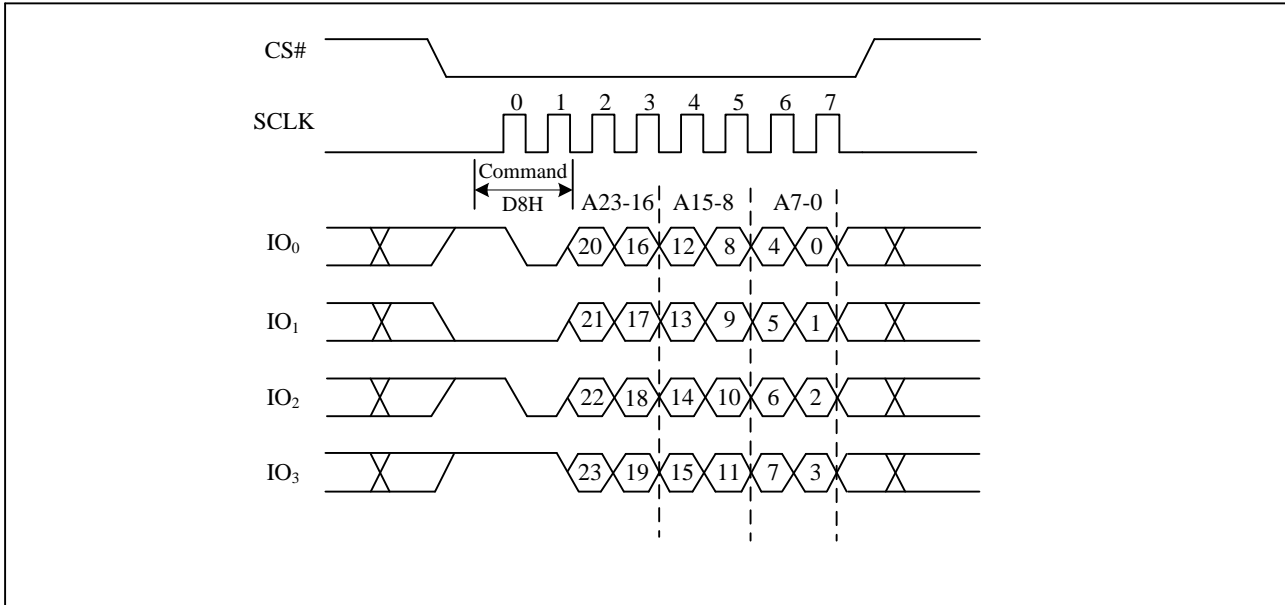 CS#
0 1 2 3 4 5 6 7
SCLK
Command
D8H
A23-16 A15-8 A7-0
IO₀ 20 16 12 8 4 0
IO₁ 21 17 13 9 5 1
IO₂ 22 18 14 10 6 2
IO₃ 23 19 15 11 7 3